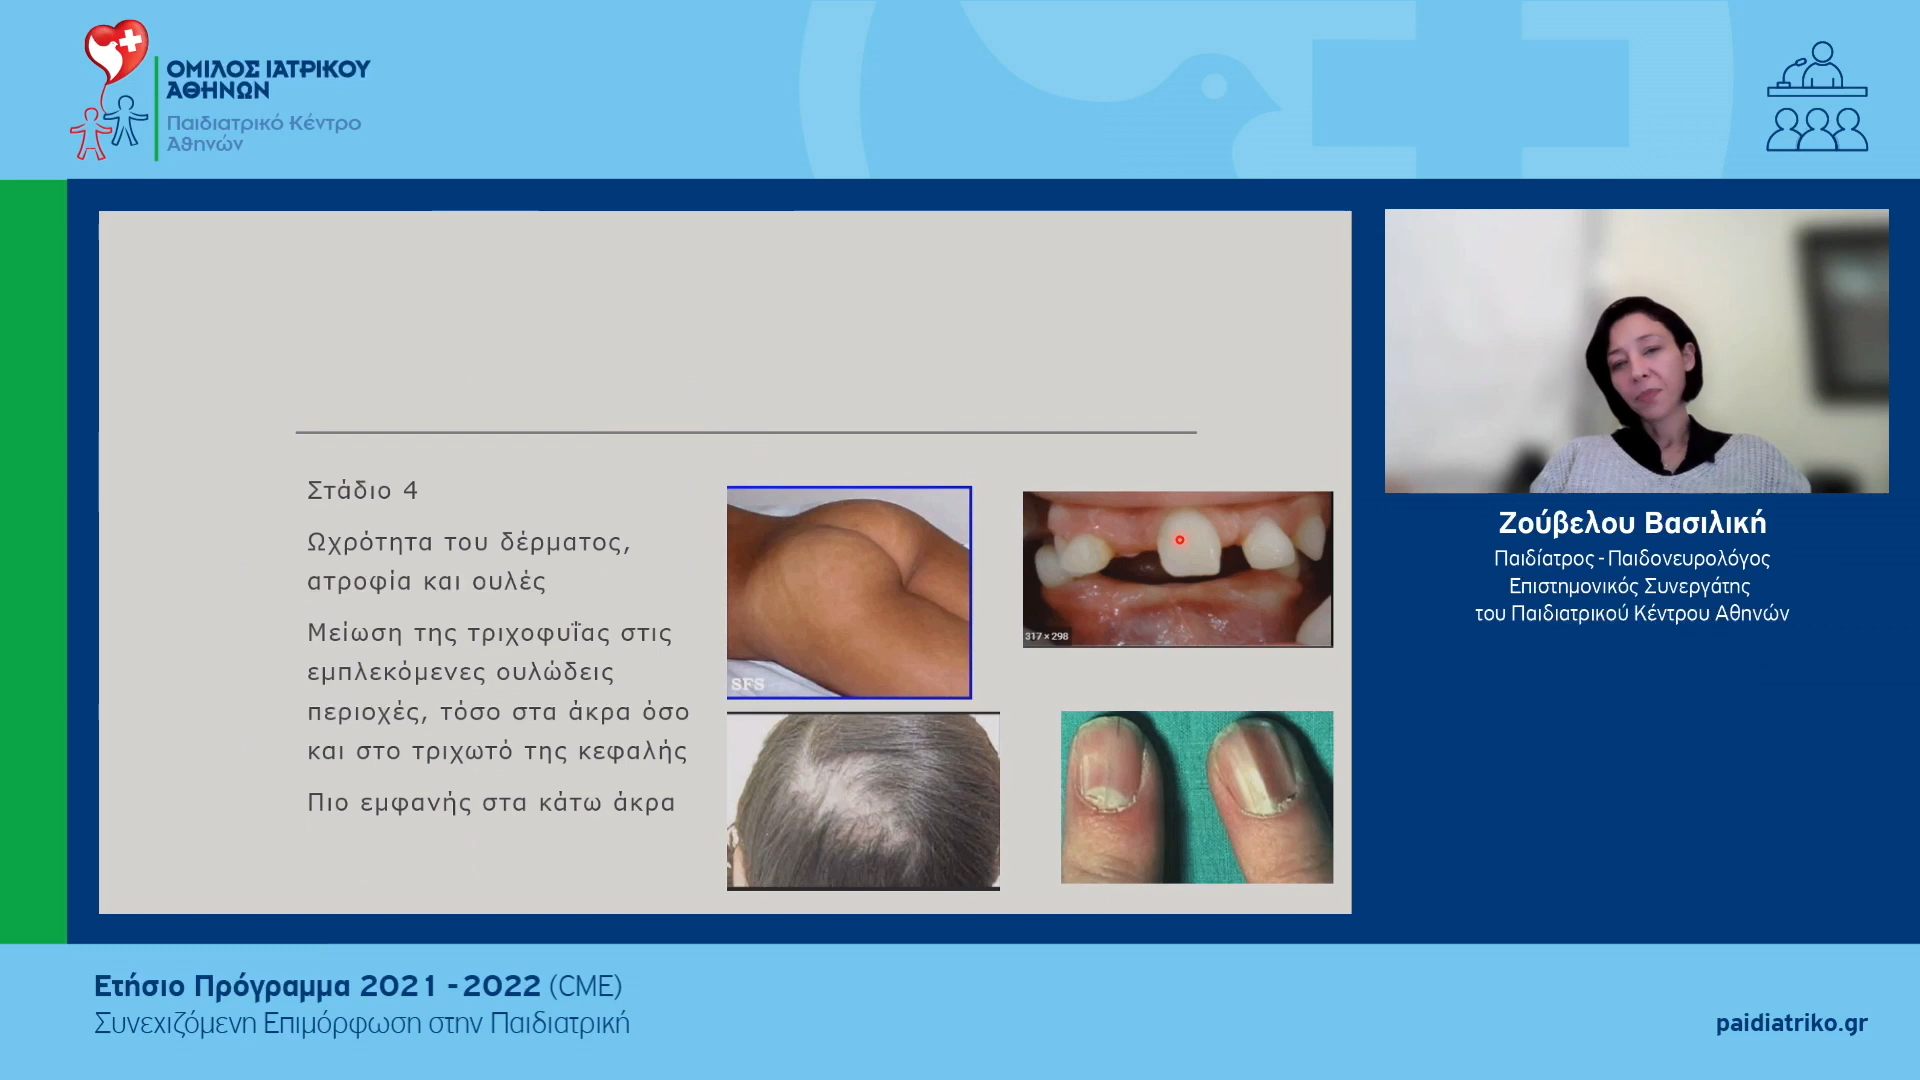 ΟΜΙΛΟΣ ΙΑΤΡΙΚΟΥ
ΑΘΗΝΩΝ
Παιδιατρικό Κέντρο
Αθηνών
Στάδιο 4
Ωχρότητα του δέρματος,
ατροφία και ουλές
Μείωση της τριχοφυΐας στις
εμπλεκόμενες ουλώδεις
περιοχές, τόσο στα άκρα όσο
και στο τριχωτό της κεφαλής
Πιο εμφανής στα κάτω άκρα
SFS
317 × 298
Ζούβελου Βασιλική
Παιδίατρος - Παιδονευρολόγος
Επιστημονικός Συνεργάτης
του Παιδιατρικού Κέντρου Αθηνών
Ετήσιο Πρόγραμμα 2021 - 2022 (CME)
Συνεχιζόμενη Επιμόρφωση στην Παιδιατρική
paidiatriko.gr